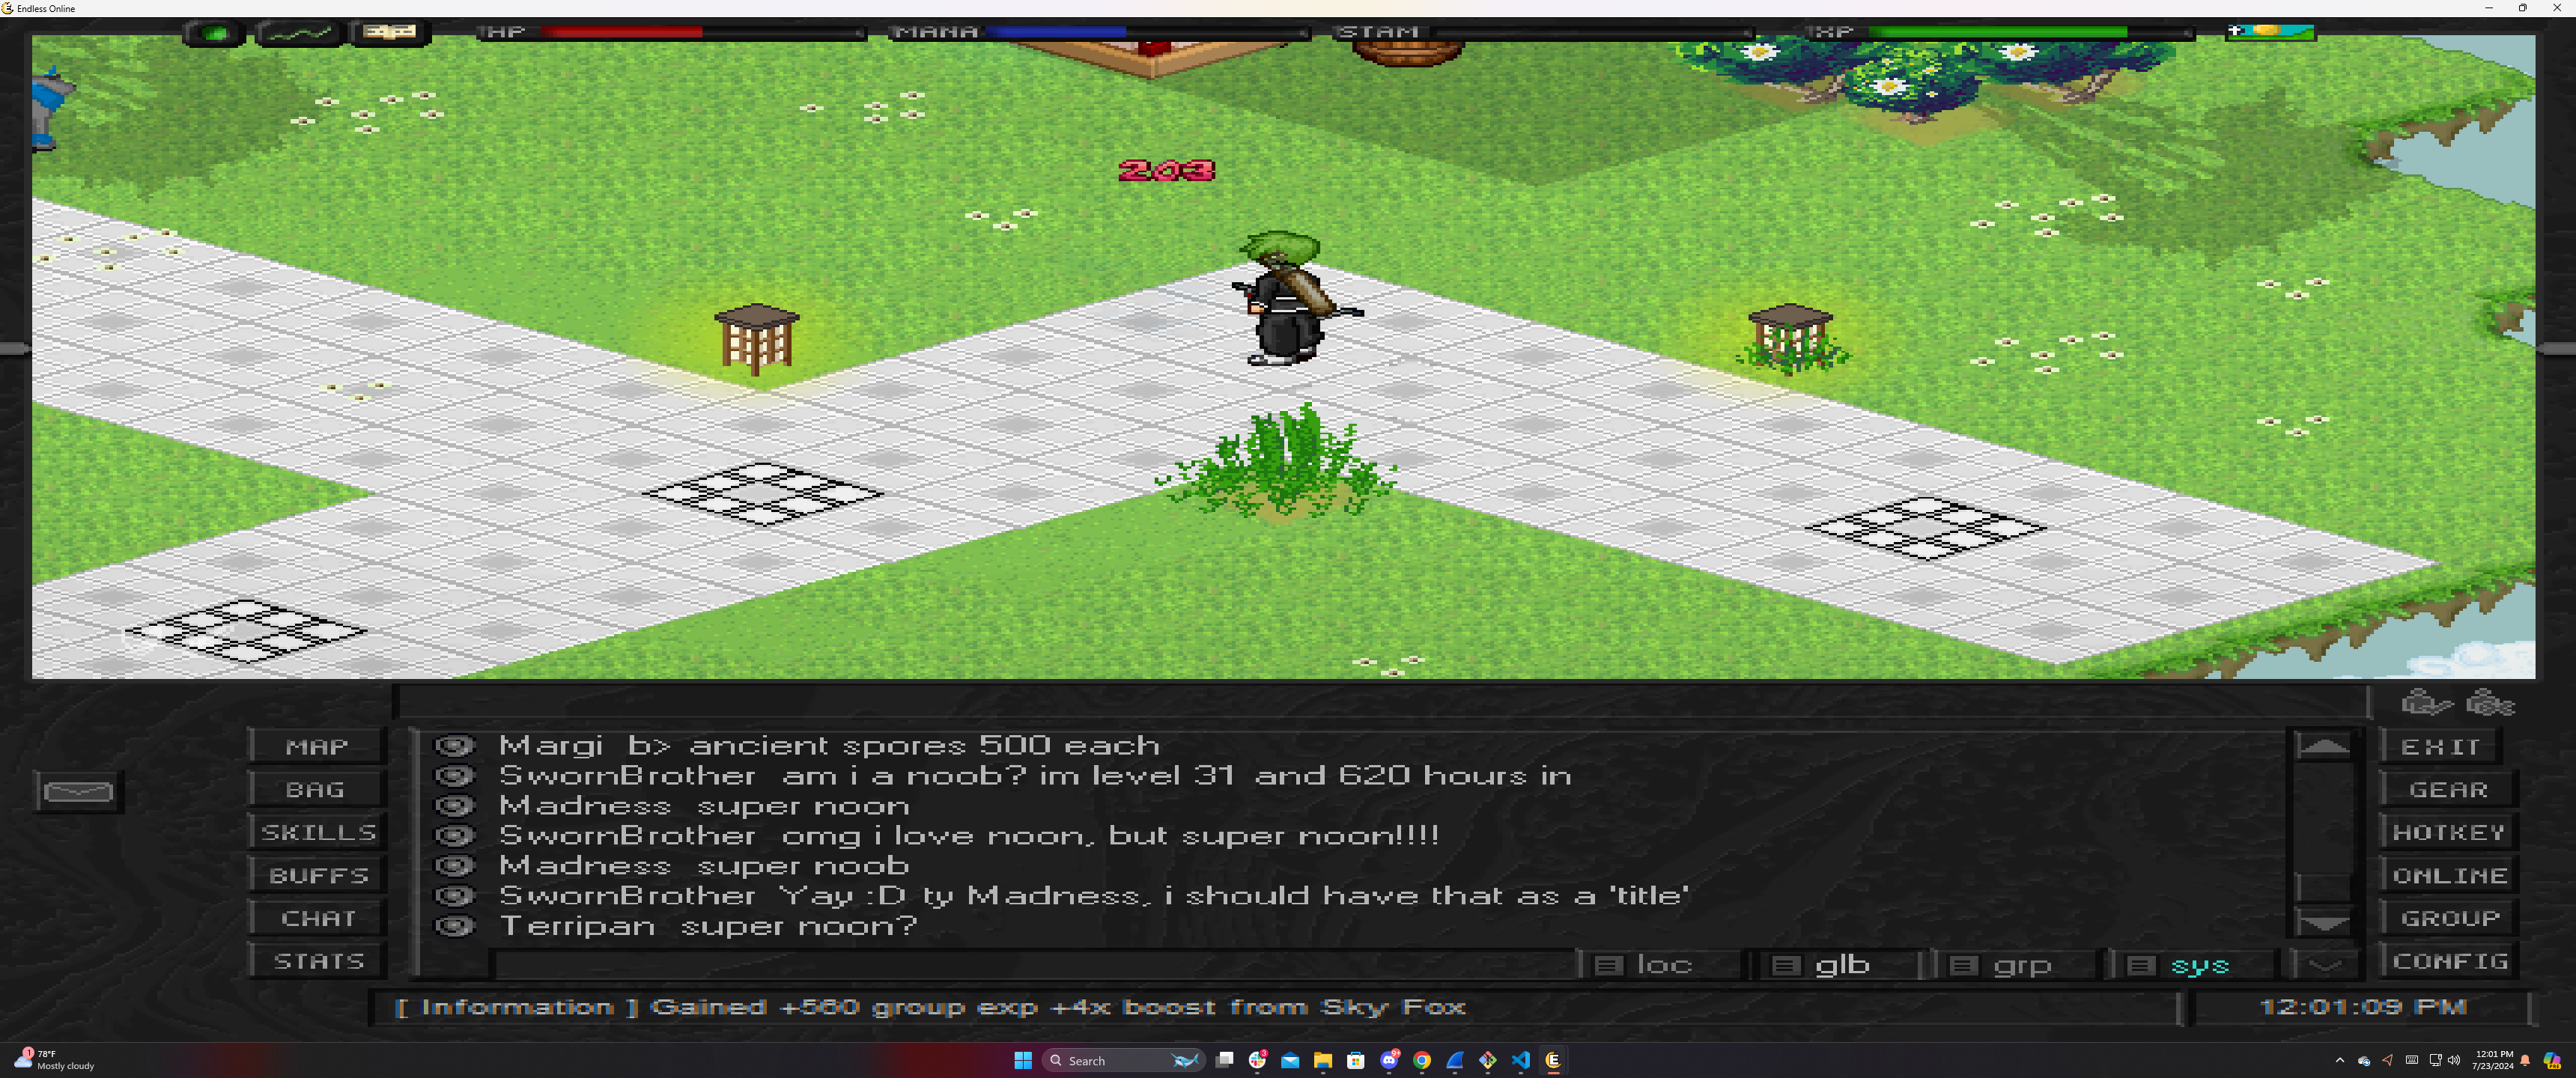 Endless Online
HP MANA STAM XP
203
MAP
BAG
SKILLS
BUFFS
CHAT
STATS
Margi b> ancient spores 500 each
SwornBrother am i a noob? im level 31 and 620 hours in
Madness super noon
SwornBrother omg i love noon, but super noon!!!!
Madness super noob
SwornBrother Yay :D ty Madness, i should have that as a 'title'
Terripan super noon?
EXIT
GEAR
HOTKEY
ONLINE
GROUP
CONFIG
loc glb grp sys
[ Information ] Gained +560 group exp +4x boost from Sky Fox
12:01:09 PM
1
78°F
Mostly cloudy
Search
3
9+
12:01 PM
7/23/2024